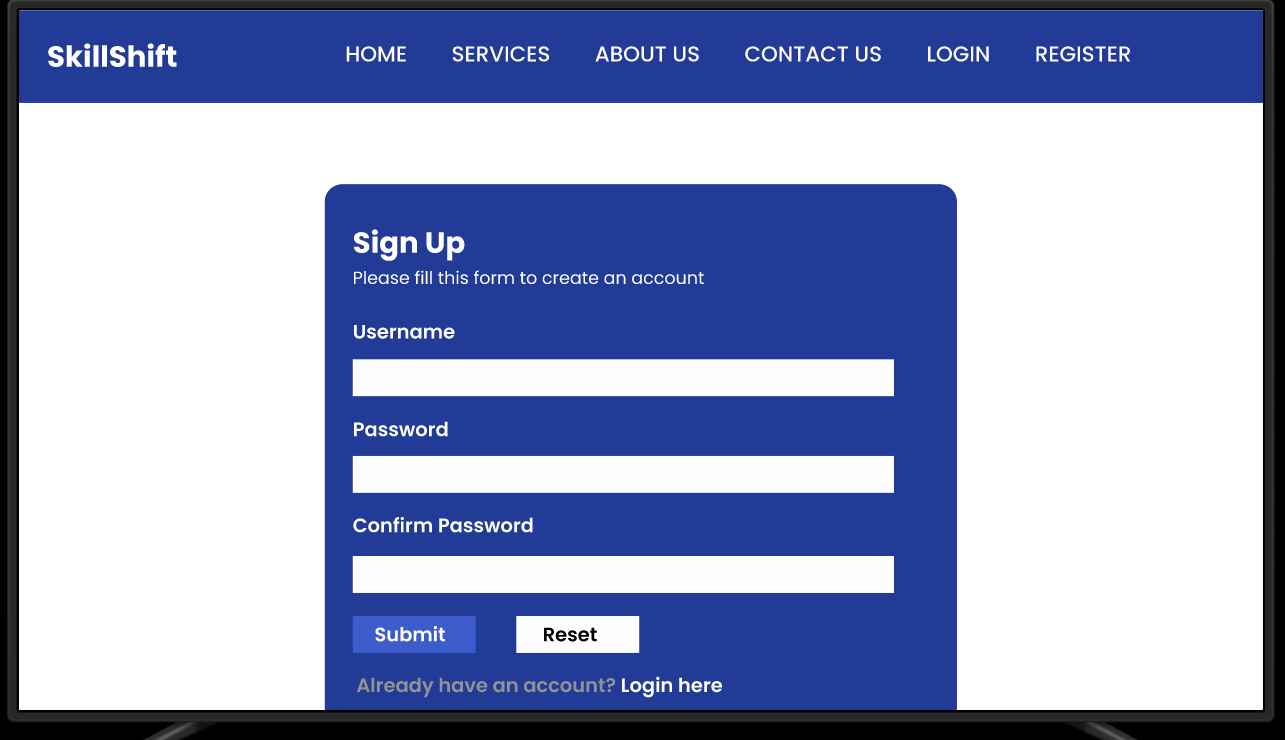 SkillShift HOME SERVICES ABOUT US CONTACT US LOGIN REGISTER
Sign Up
Please fill this form to create an account
Username
Password
Confirm Password
Submit Reset
Already have an account? Login here